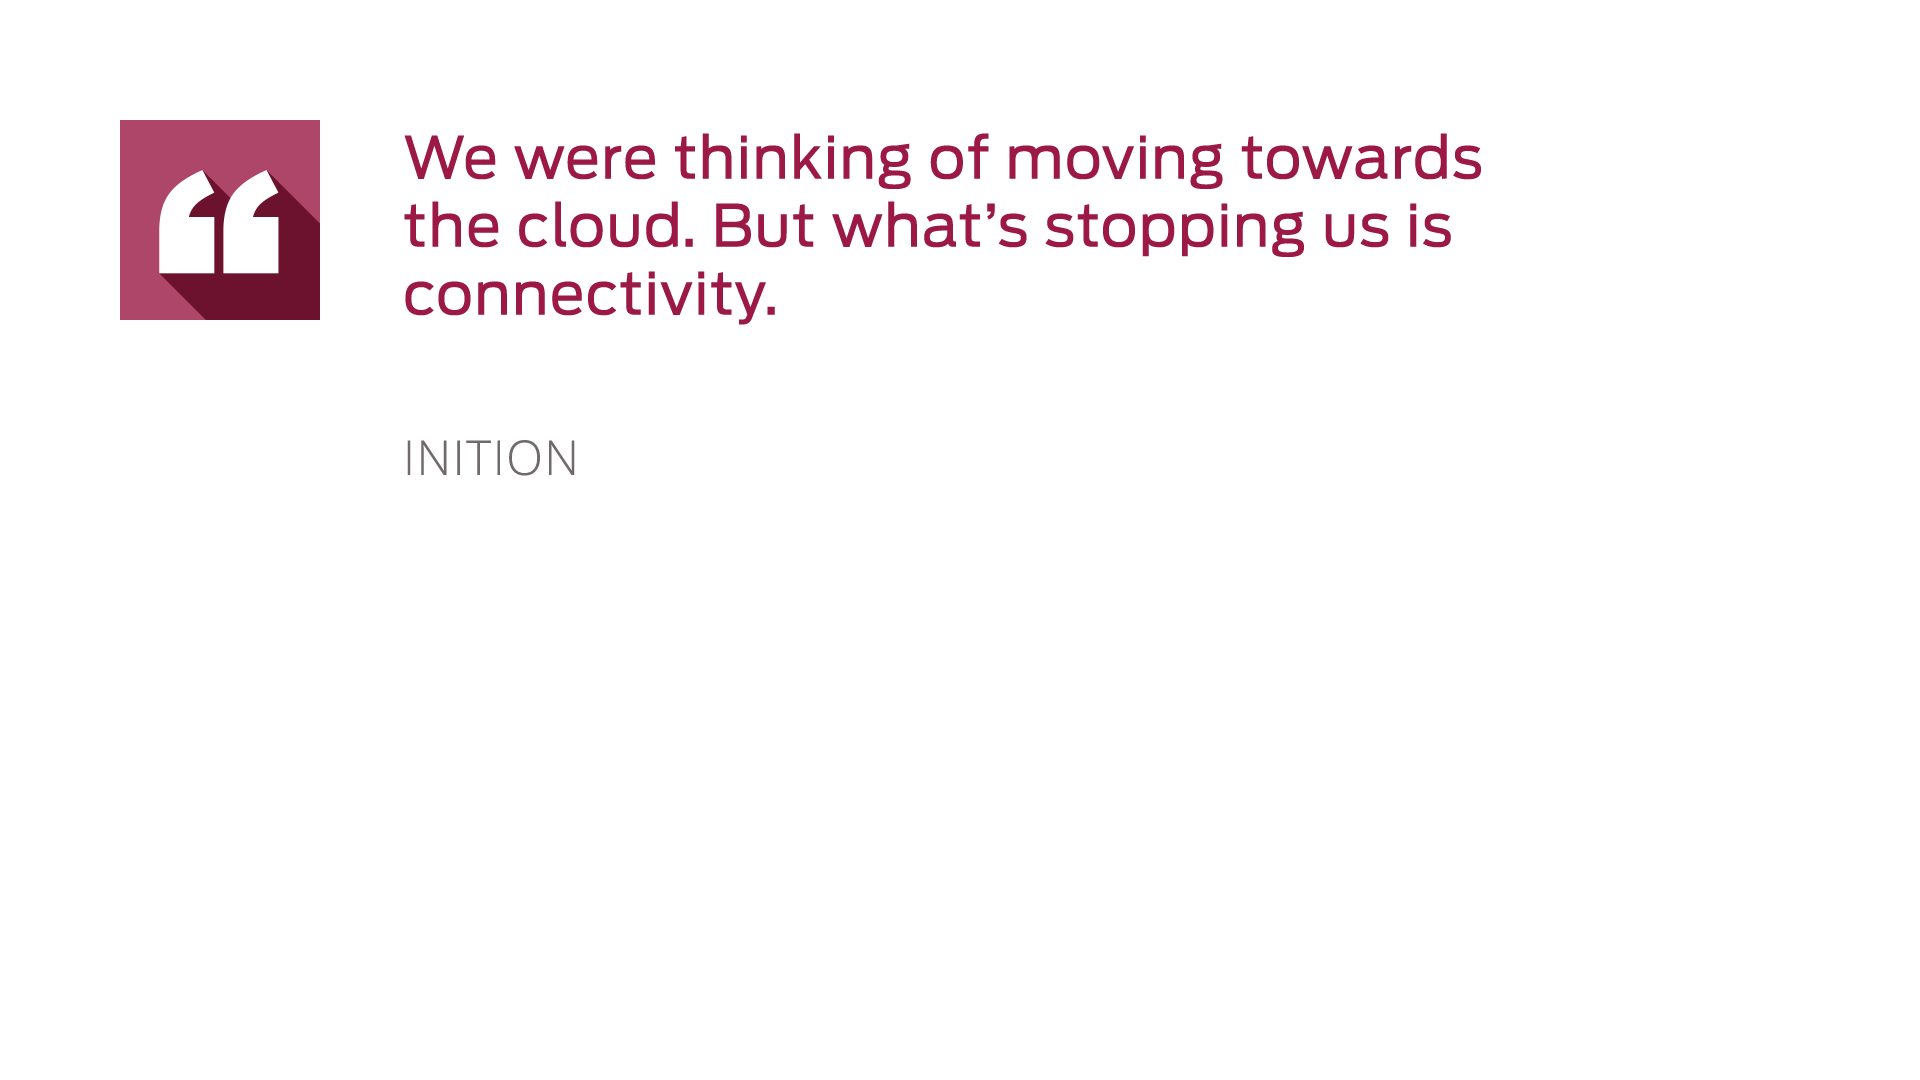 We were thinking of moving towards
the cloud. But what’s stopping us is
connectivity.
INITION